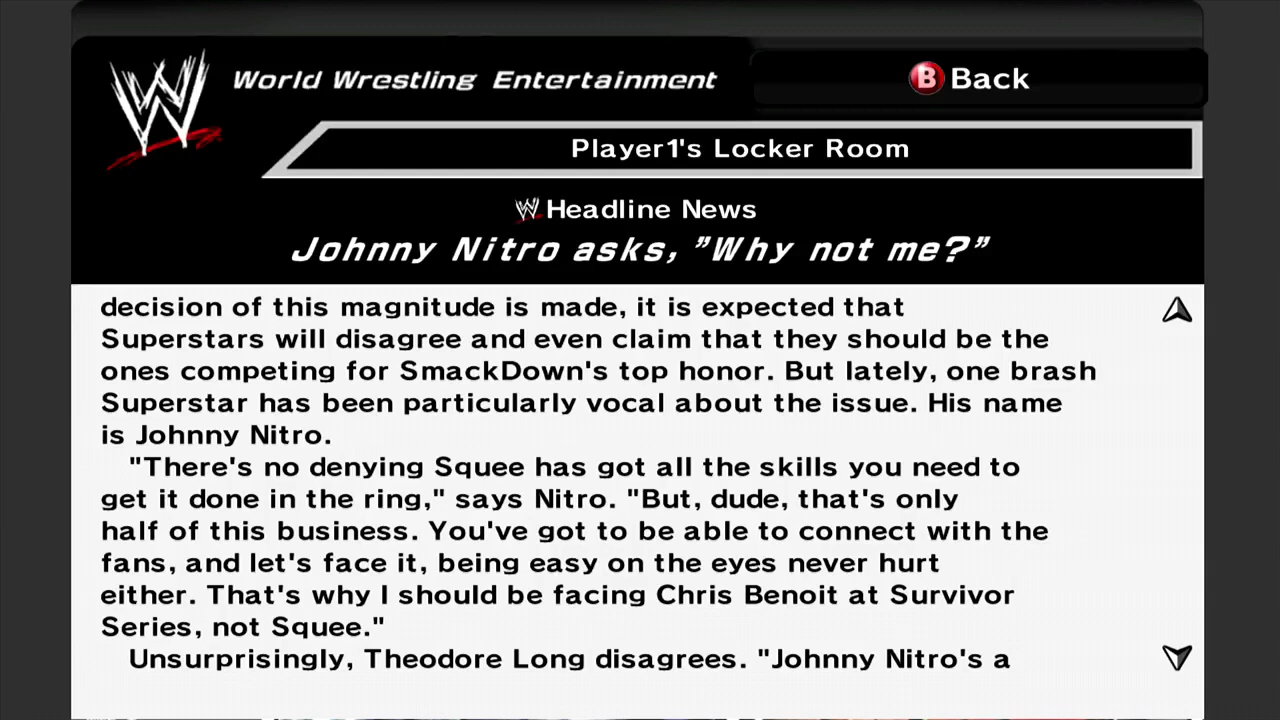 World Wrestling Entertainment
B Back
Player1's Locker Room
W Headline News
Johnny Nitro asks, "Why not me?"
decision of this magnitude is made, it is expected that
Superstars will disagree and even claim that they should be the
ones competing for SmackDown's top honor. But lately, one brash
Superstar has been particularly vocal about the issue. His name
is Johnny Nitro.
"There's no denying Squee has got all the skills you need to
get it done in the ring," says Nitro. "But, dude, that's only
half of this business. You've got to be able to connect with the
fans, and let's face it, being easy on the eyes never hurt
either. That's why I should be facing Chris Benoit at Survivor
Series, not Squee."
Unsurprisingly, Theodore Long disagrees. "Johnny Nitro's a